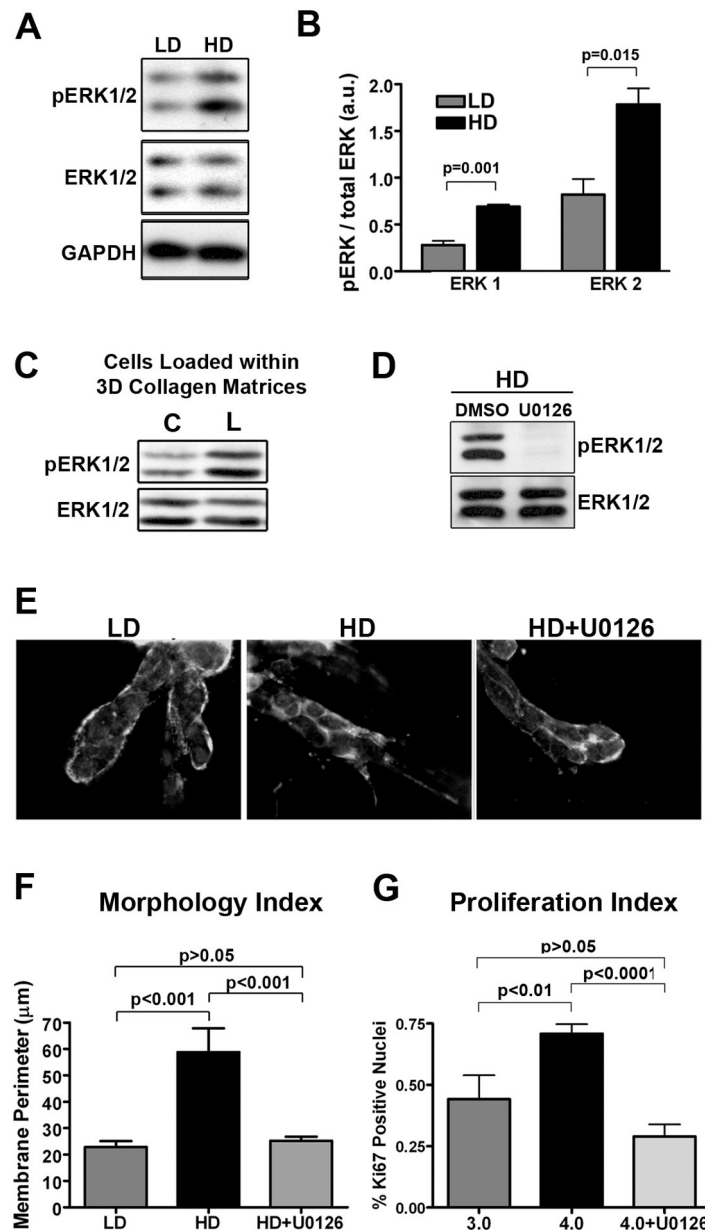 A
LD HD
pERK1/2
ERK1/2
GAPDH
B
p=0.015
LD
HD
p=0.001
pERK / total ERK (a.u.)
2.0
1.5
1.0
0.5
0.0
ERK 1 ERK 2
C
Cells Loaded within
3D Collagen Matrices
C L
pERK1/2
ERK1/2
D
HD
DMSO U0126
pERK1/2
ERK1/2
E
LD HD HD+U0126
F
Morphology Index
p>0.05
p<0.001 p<0.001
Membrane Perimeter (μm)
70
60
50
40
30
20
10
0
LD HD HD+U0126
G
Proliferation Index
p>0.05
p<0.0001
p<0.01
% Ki67 Positive Nuclei
0.75
0.50
0.25
0.00
3.0 4.0 4.0+U0126